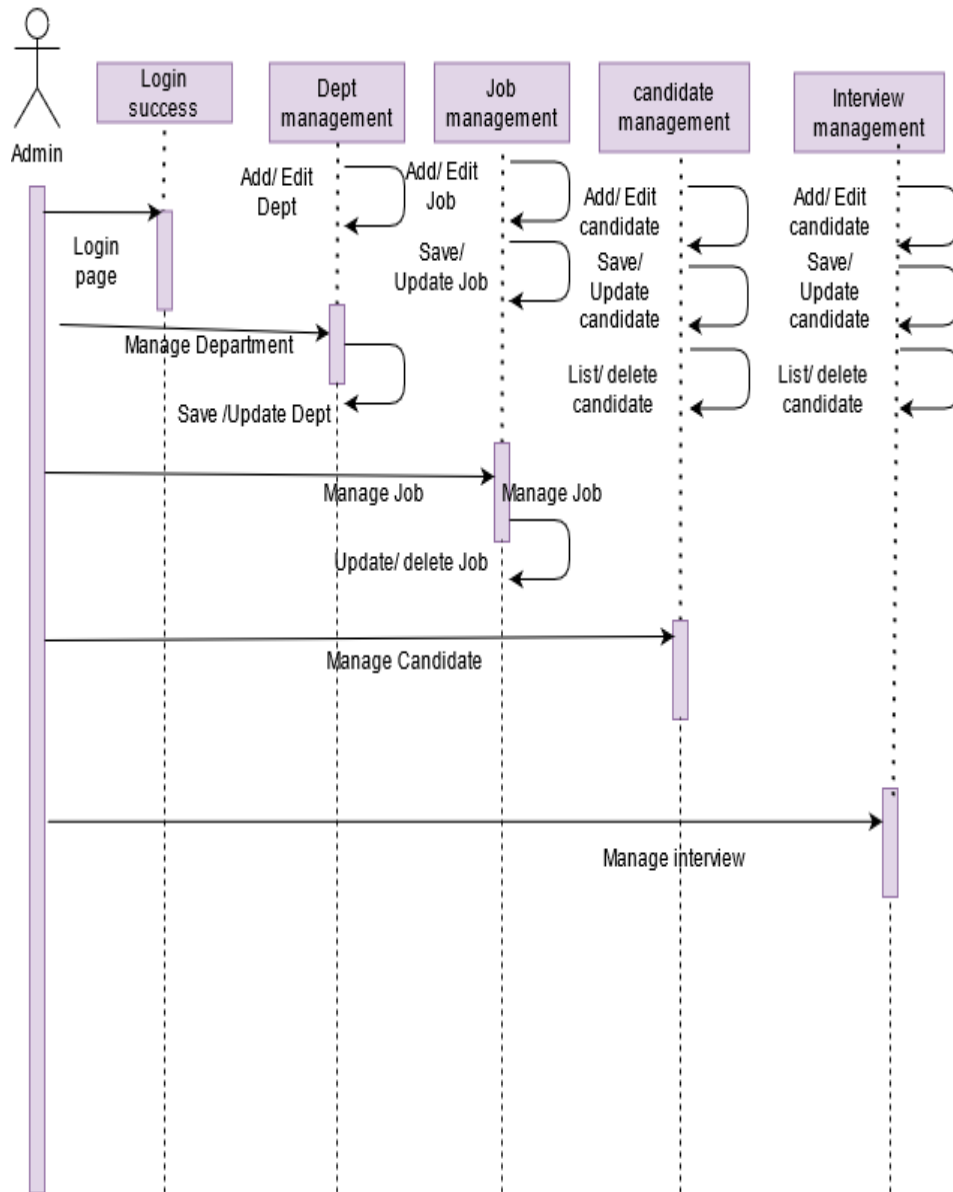 Admin
Login
success
Dept
management
Job
management
candidate
management
Interview
management
Add/ Edit
Dept
Add/ Edit
Job
Add/ Edit
candidate
Add/ Edit
candidate
Login
page
Save/
Update Job
Save/
Update
candidate
Save/
Update
candidate
Manage Department
Save /Update Dept
List/ delete
candidate
List/ delete
candidate
Manage Job
Manage Job
Update/ delete Job
Manage Candidate
Manage interview